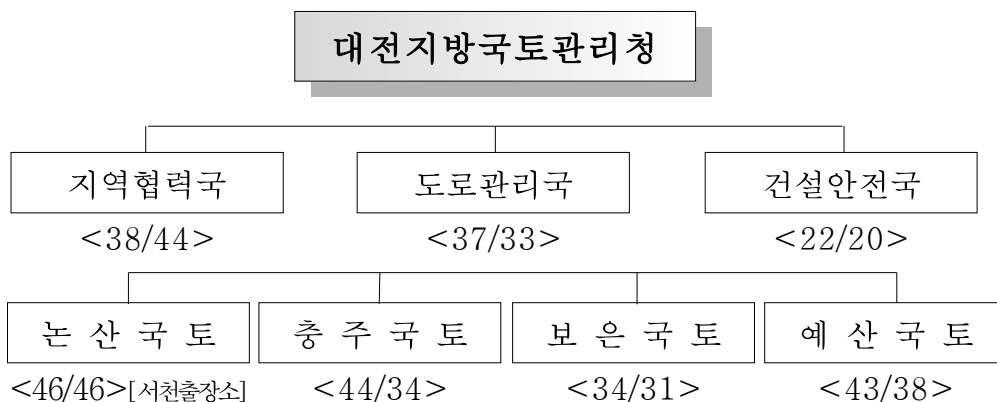 대전지방국토관리청
지역협력국 도로관리국 건설안전국
<38/44> <37/33> <22/20>
논 산 국 토 충 주 국 토 보 은 국 토 예 산 국 토
<46/46>[서천출장소] <44/34> <34/31> <43/38>